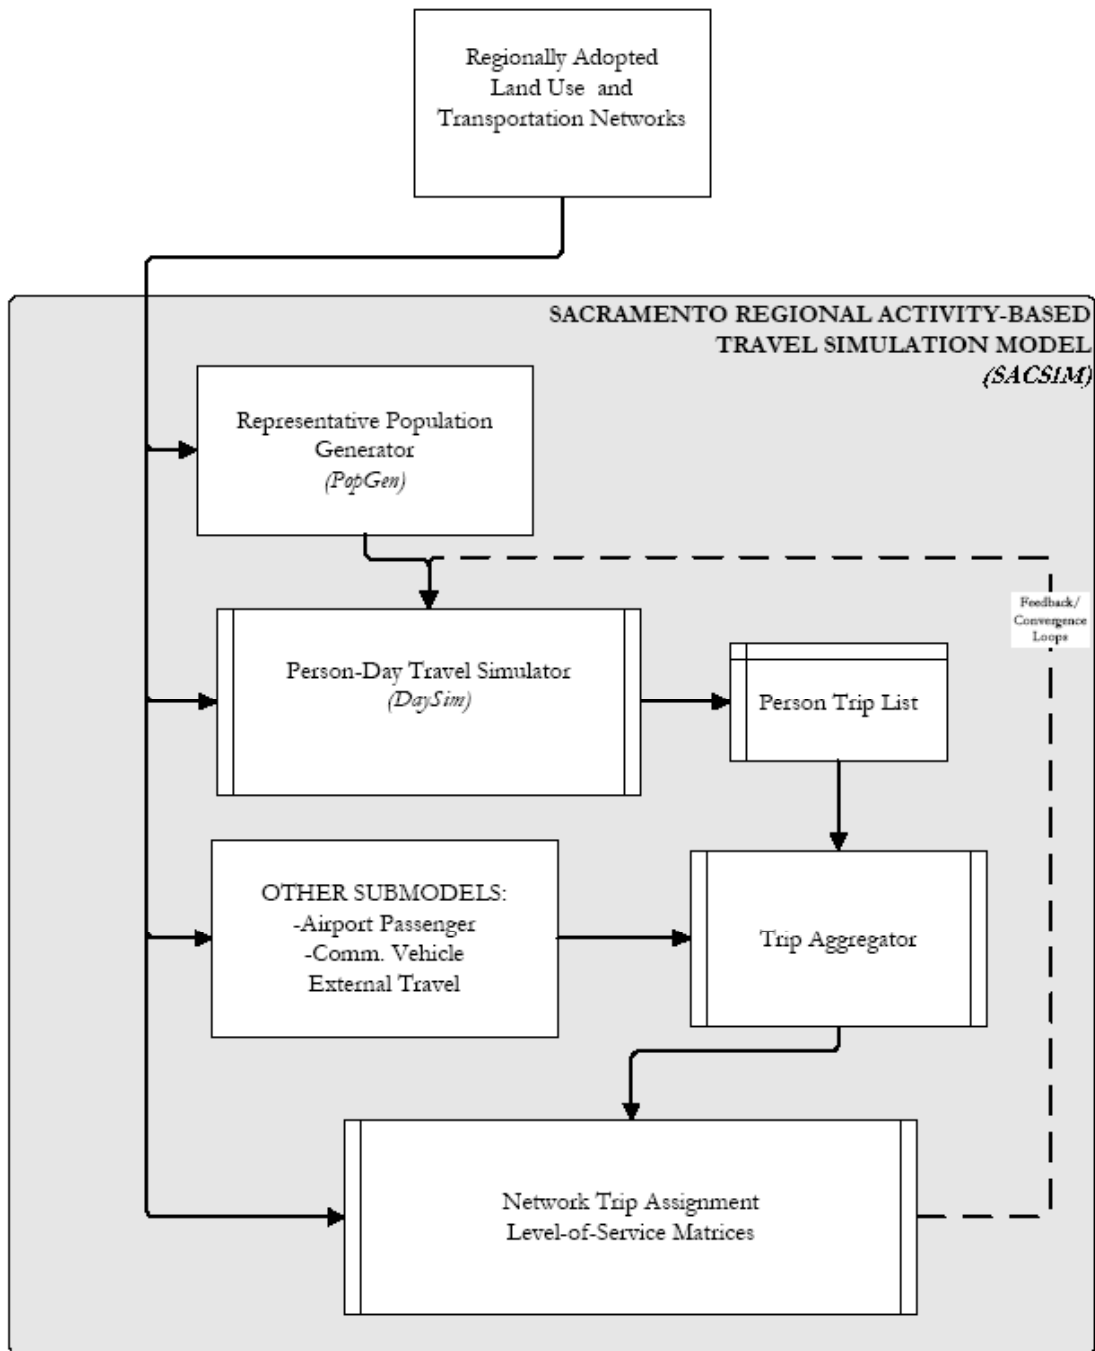 Regionally Adopted
Land Use and
Transportation Networks
SACRAMENTO REGIONAL ACTIVITY-BASED
TRAVEL SIMULATION MODEL
(SACSIM)
Representative Population
Generator
(PopGen)
Feedback/
Convergence
Loops
Person-Day Travel Simulator
(DaySim)
Person Trip List
OTHER SUBMODELS:
-Airport Passenger
-Comm. Vehicle
External Travel
Trip Aggregator
Network Trip Assignment
Level-of-Service Matrices